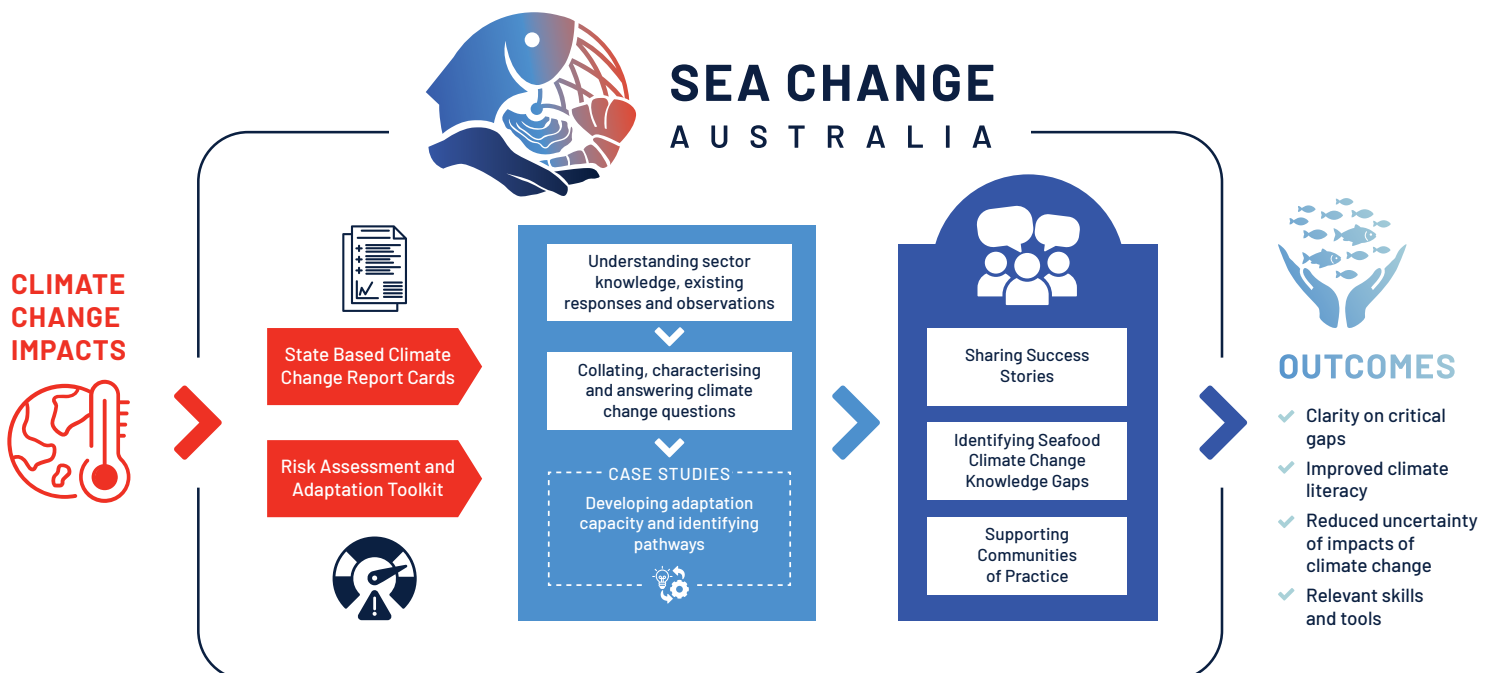 SEA CHANGE
AUSTRALIA
CLIMATE
CHANGE
IMPACTS
State Based Climate
Change Report Cards
Risk Assessment and
Adaptation Toolkit
Understanding sector
knowledge, existing
responses and observations
Collating, characterising
and answering climate
change questions
CASE STUDIES
Developing adaptation
capacity and identifying
pathways
Sharing Success
Stories
Identifying Seafood
Climate Change
Knowledge Gaps
Supporting
Communities
of Practice
OUTCOMES
Clarity on critical
gaps
Improved climate
literacy
Reduced uncertainty
of impacts of
climate change
Relevant skills
and tools